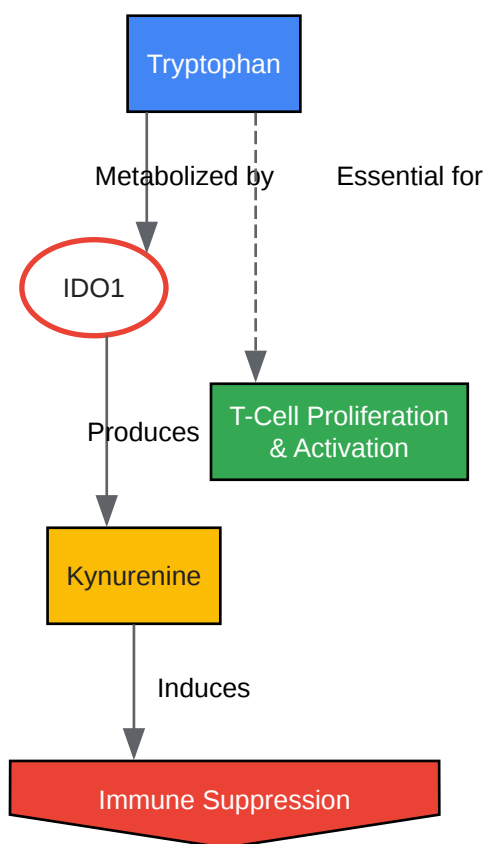 Tryptophan
Metabolized by
Essential for
IDO1
T-Cell Proliferation
& Activation
Produces
Kynurenine
Induces
Immune Suppression